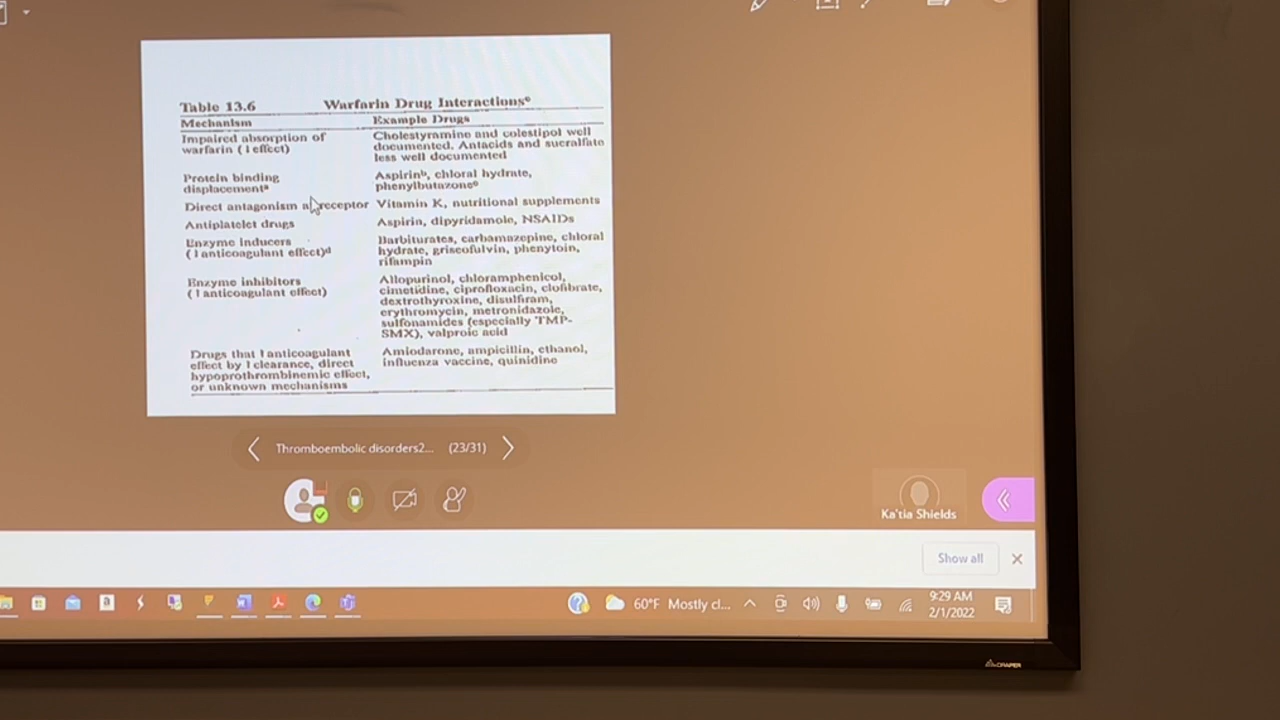 Table 13.6 Warfarin Drug Interactions
Mechanism Example Drugs
Impaired absorption of Cholestyramine and colestipol well
warfarin (↓ effect) documented. Antacids and sucralfate
less well documented
Protein binding Aspirinᵇ, chloral hydrate,
displacementᵃ phenylbutazone
Direct antagonism receptor Vitamin K, nutritional supplements
Antiplatelet drugs Aspirin, dipyridamole, NSAIDs
Enzyme inducers Barbiturates, carbamazepine, chloral
(↓ anticoagulant effect)ᵈ hydrate, griseofulvin, phenytoin,
rifampin
Enzyme inhibitors Allopurinol, chloramphenicol,
(↑ anticoagulant effect) cimetidine, ciprofloxacin, clofibrate,
dextrothyroxine, disulfiram,
erythromycin, metronidazole,
sulfonamides (especially TMP-
SMX), valproic acid
Drugs that ↑ anticoagulant Amiodarone, ampicillin, ethanol,
effect by ↓ clearance, direct influenza vaccine, quinidine
hypoprothrombinemic effect,
or unknown mechanisms
Thromboembolic disorders2... (23/31)
Ka'tia Shields
Show all
60°F Mostly cl...
9:29 AM
2/1/2022
DRAPER